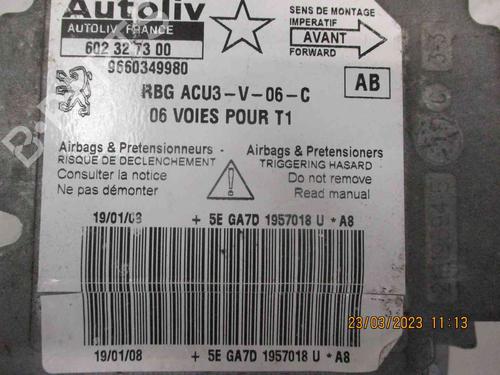 Autoliv
AUTOLIV FRANCE
602 32 73 00
9660349980
SENS DE MONTAGE
IMPERATIF
AVANT
FORWARD
AB
RBG ACU3-V-06-C
06 VOIES POUR T1
Airbags & Pretensionneurs
RISQUE DE DECLENCHEMENT
Consulter la notice
Ne pas démonter
Airbags & Pretensioners
TRIGGERING HASARD
Do not remove
Read manual
19/01/08 + 5E GA7D 1957018 U * A8
19/01/08 + 5E GA7D 1957018 U * A8
23/03/2023 11:13